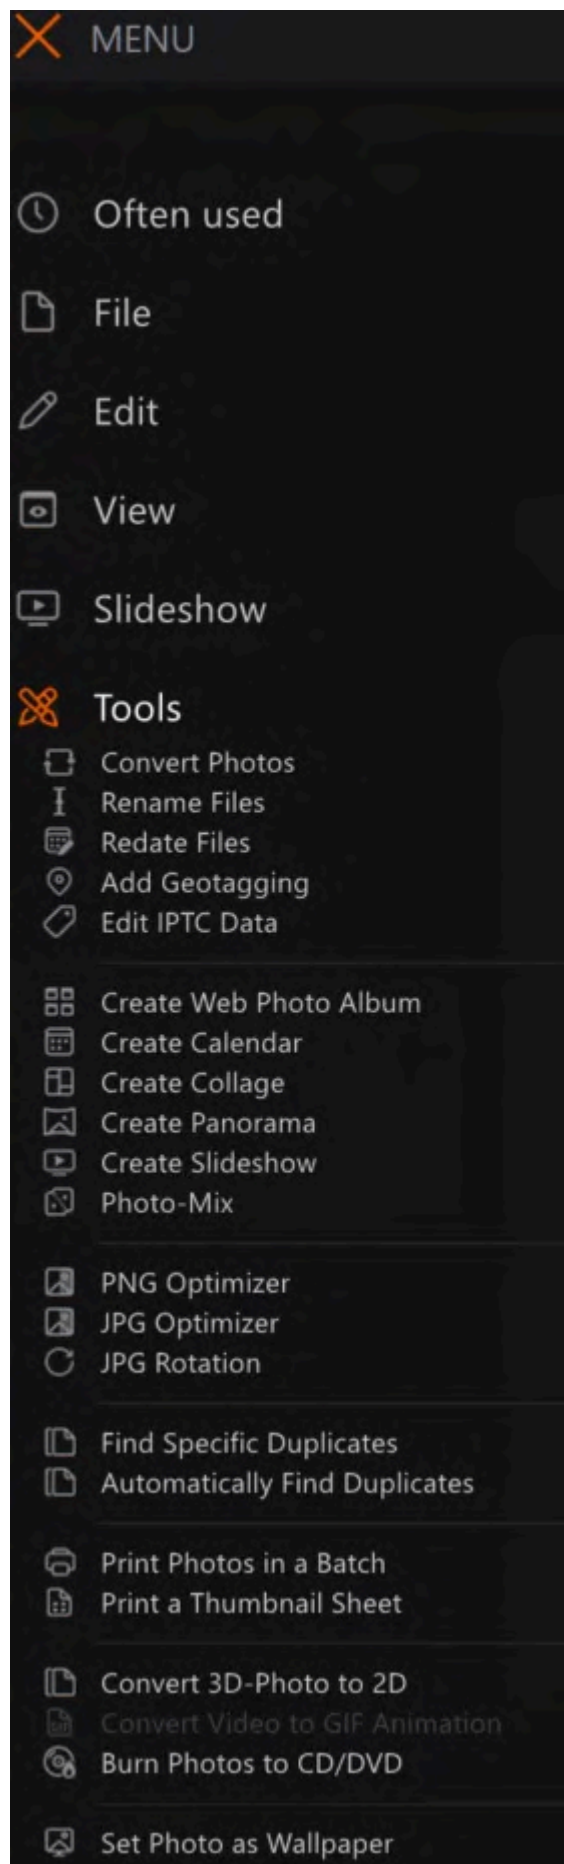 MENU
Often used
File
Edit
View
Slideshow
Tools
Convert Photos
Rename Files
Redate Files
Add Geotagging
Edit IPTC Data
Create Web Photo Album
Create Calendar
Create Collage
Create Panorama
Create Slideshow
Photo-Mix
PNG Optimizer
JPG Optimizer
JPG Rotation
Find Specific Duplicates
Automatically Find Duplicates
Print Photos in a Batch
Print a Thumbnail Sheet
Convert 3D-Photo to 2D
Convert Video to GIF Animation
Burn Photos to CD/DVD
Set Photo as Wallpaper